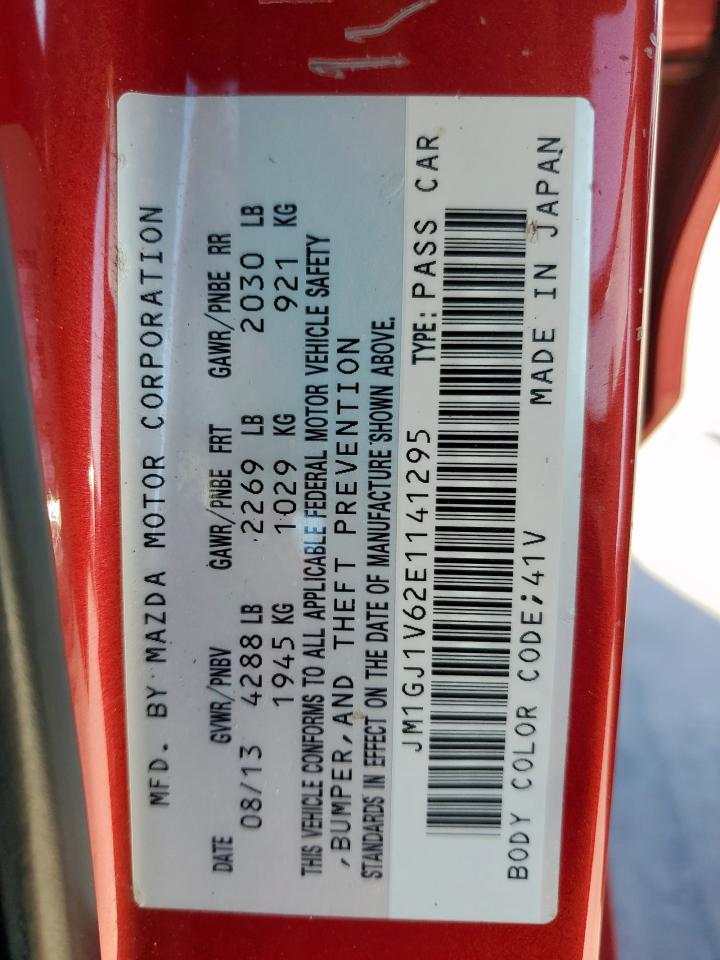 MFD. BY MAZDA MOTOR CORPORATION
DATE GVWR/PNBV GAWR/PNBE FRT GAWR/PNBE RR
08/13 4288 LB 2269 LB 2030 LB
1945 KG 1029 KG 921 KG
THIS VEHICLE CONFORMS TO ALL APPLICABLE FEDERAL MOTOR VEHICLE SAFETY
,BUMPER,AND THEFT PREVENTION
STANDARDS IN EFFECT ON THE DATE OF MANUFACTURE SHOWN ABOVE.
JM1GJ1V62E1141295 TYPE: PASS CAR
BODY COLOR CODE;41V MADE IN JAPAN